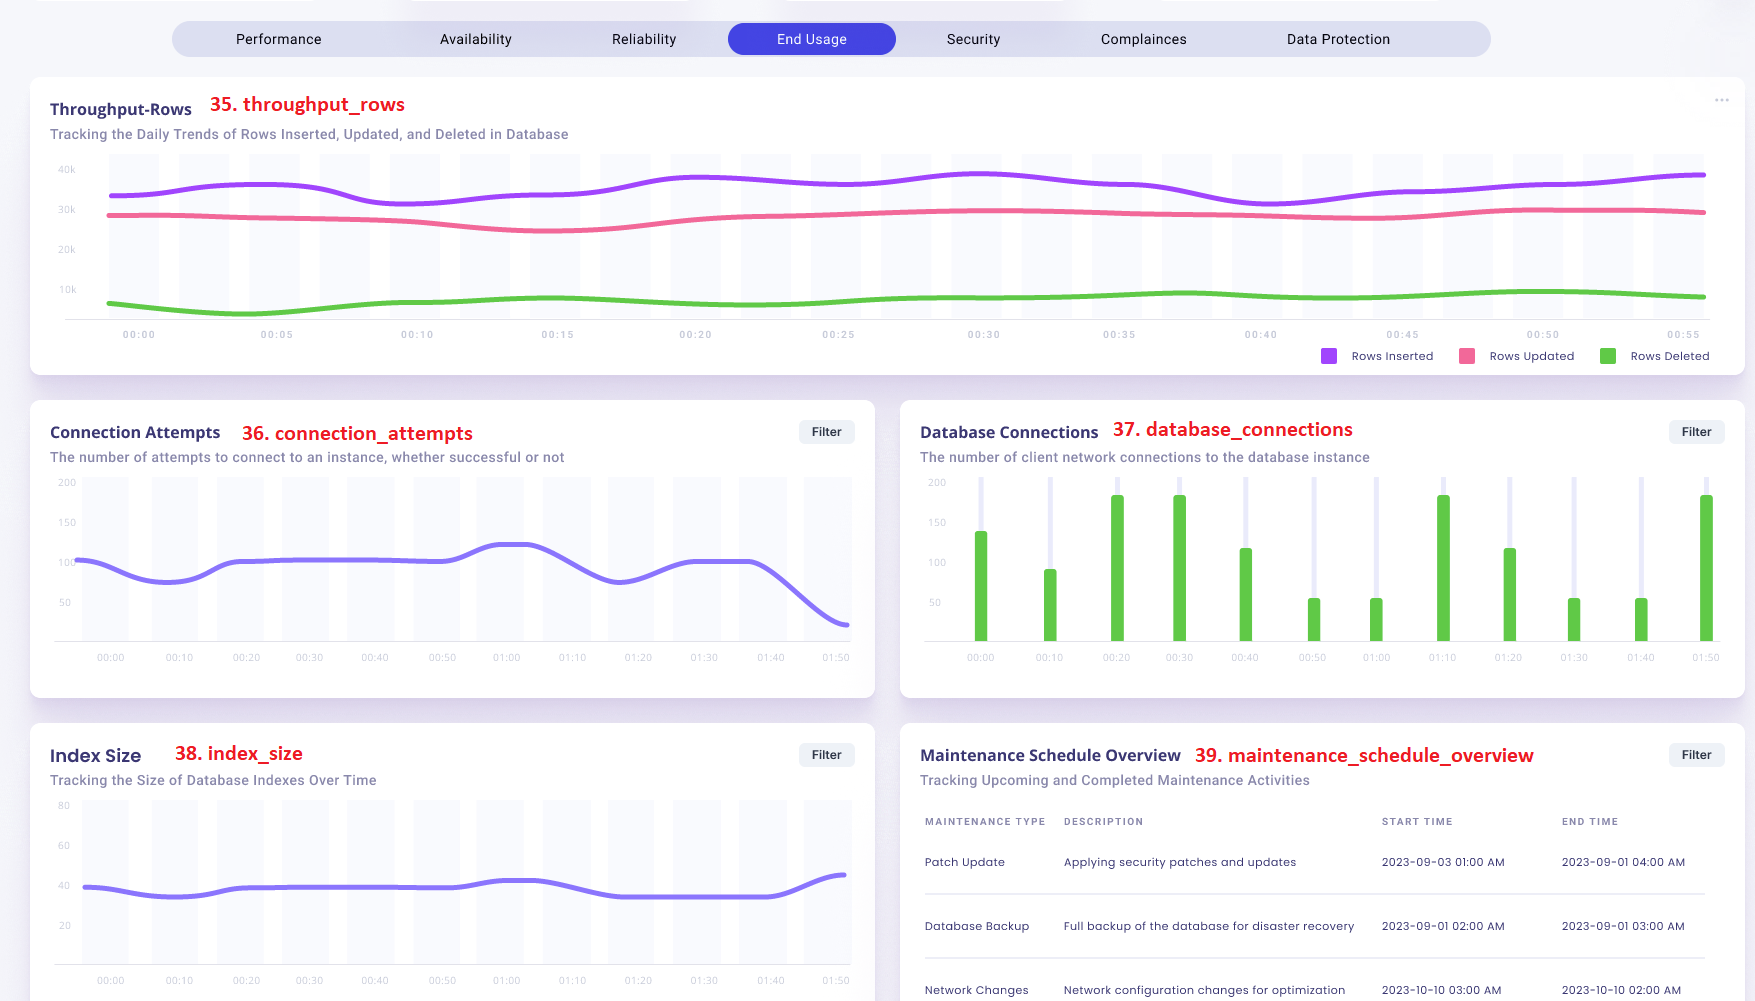 Performance Availability Reliability End Usage Security Complainces Data Protection
Throughput-Rows 35. throughput_rows
Tracking the Daily Trends of Rows Inserted, Updated, and Deleted in Database
40k
30k
20k
10k
00:00 00:05 00:10 00:15 00:20 00:25 00:30 00:35 00:40 00:45 00:50 00:55
Rows Inserted Rows Updated Rows Deleted
Connection Attempts 36. connection_attempts Filter
The number of attempts to connect to an instance, whether successful or not
200
150
100
50
00:00 00:10 00:20 00:30 00:40 00:50 01:00 01:10 01:20 01:30 01:40 01:50
Database Connections 37. database_connections Filter
The number of client network connections to the database instance
200
150
100
50
00:00 00:10 00:20 00:30 00:40 00:50 01:00 01:10 01:20 01:30 01:40 01:50
Index Size 38. index_size Filter
Tracking the Size of Database Indexes Over Time
80
60
40
20
00:00 00:10 00:20 00:30 00:40 00:50 01:00 01:10 01:20 01:30 01:40 01:50
Maintenance Schedule Overview 39. maintenance_schedule_overview Filter
Tracking Upcoming and Completed Maintenance Activities
MAINTENANCE TYPE DESCRIPTION START TIME END TIME
Patch Update Applying security patches and updates 2023-09-03 01:00 AM 2023-09-01 04:00 AM
Database Backup Full backup of the database for disaster recovery 2023-09-01 02:00 AM 2023-09-01 03:00 AM
Network Changes Network configuration changes for optimization 2023-10-10 03:00 AM 2023-10-10 02:00 AM